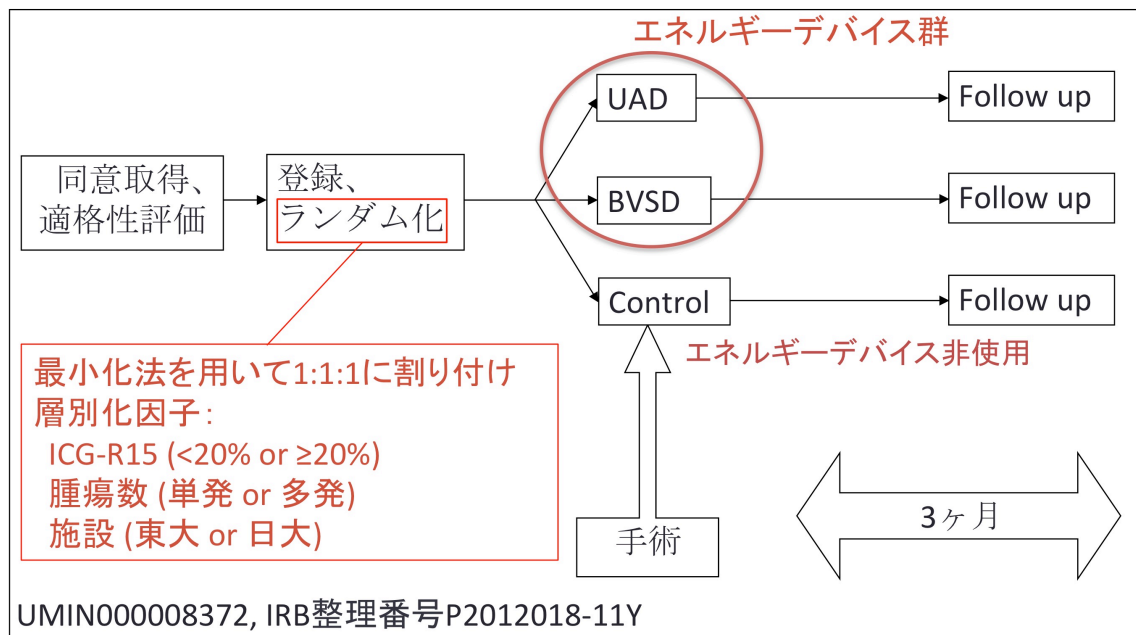 エネルギーデバイス群
UAD
Follow up
同意取得、
適格性評価
登録、
ランダム化
BVSD
Follow up
Control
Follow up
エネルギーデバイス非使用
最小化法を用いて1:1:1に割り付け
層別化因子:
ICG-R15 (<20% or ≥20%)
腫瘍数 (単発 or 多発)
施設 (東大 or 日大)
手術
3ヶ月
UMIN000008372, IRB整理番号P2012018-11Y